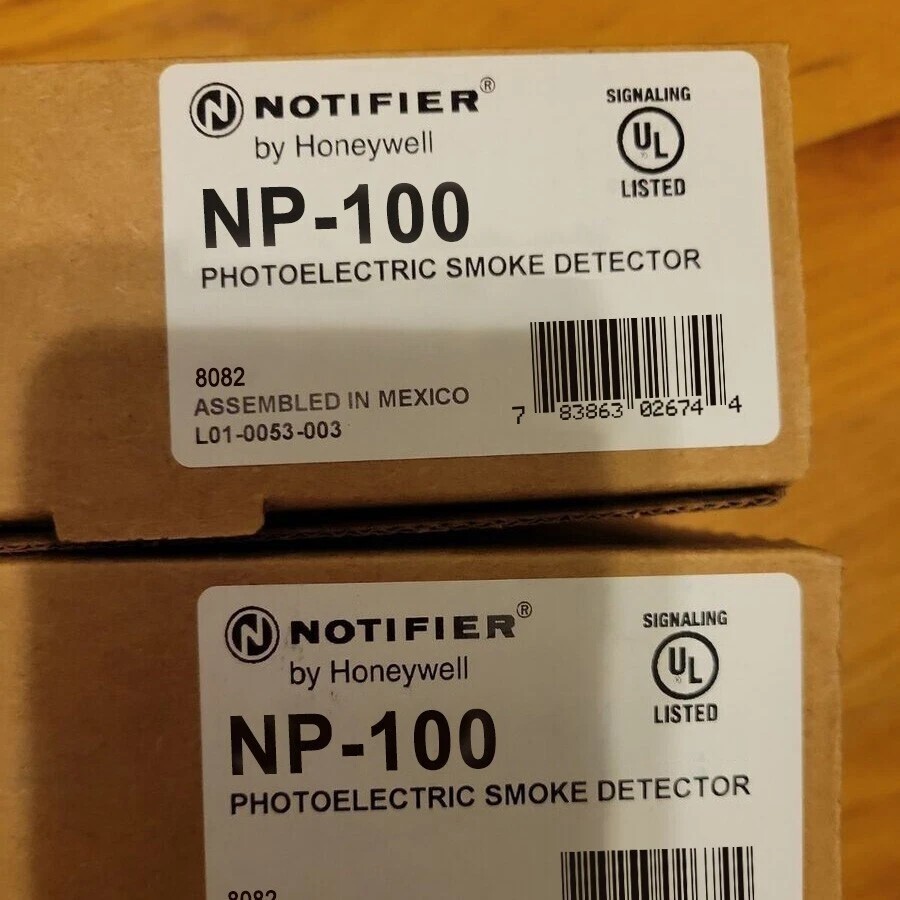 NOTIFIER®
by Honeywell
SIGNALING
UL
LISTED
NP-100
PHOTOELECTRIC SMOKE DETECTOR
8082
ASSEMBLED IN MEXICO
L01-0053-003
7 83863 02674 4
NOTIFIER®
by Honeywell
SIGNALING
UL
LISTED
NP-100
PHOTOELECTRIC SMOKE DETECTOR
8082